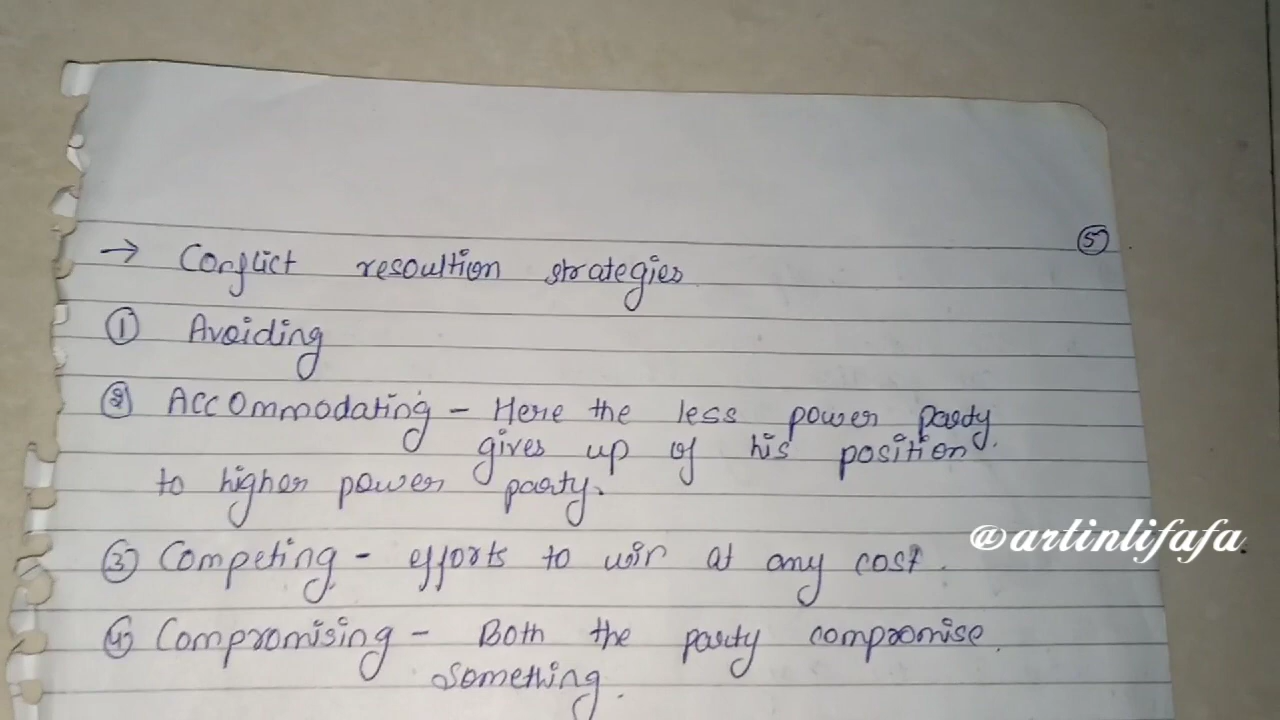 ⑤
→ Conflict resoultion strategies
① Avoiding
② Accommodating - Here the less power party
gives up of his position.
to higher power party.
③ Competing - efforts to win at any cost.
④ Compromising - Both the party compromise
something.
@artinlifafa.